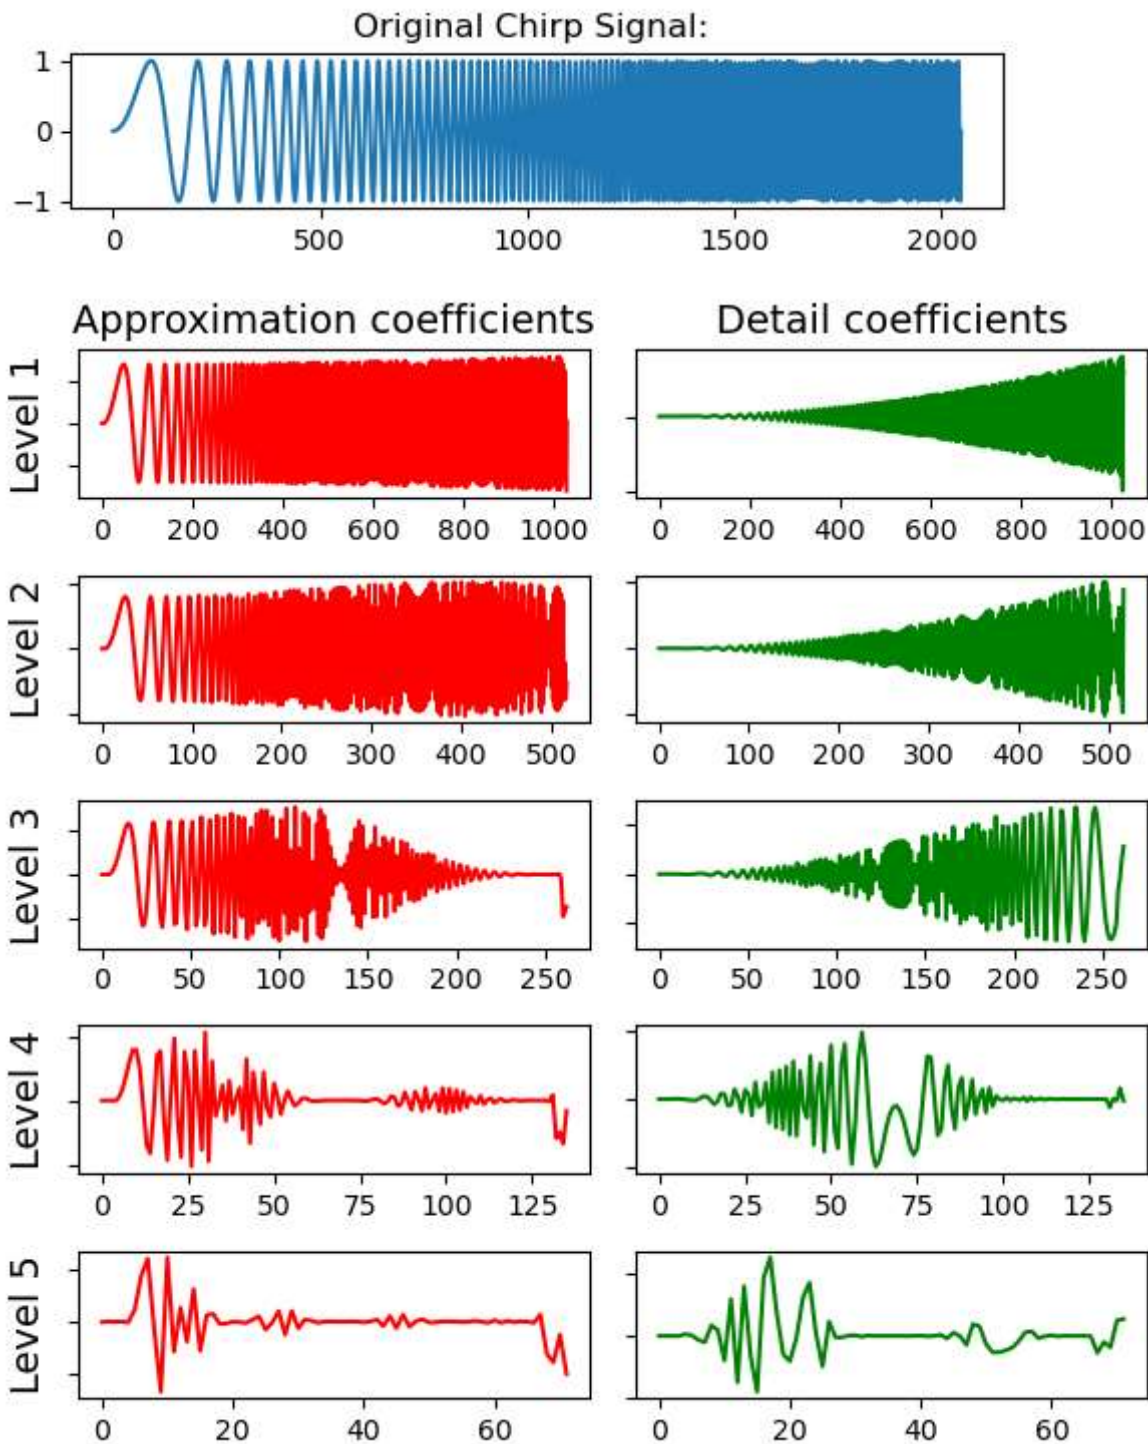 Original Chirp Signal:
1
0
−1
0 500 1000 1500 2000
Approximation coefficients Detail coefficients
Level 1
0 200 400 600 800 1000 0 200 400 600 800 1000
Level 2
0 100 200 300 400 500 0 100 200 300 400 500
Level 3
0 50 100 150 200 250 0 50 100 150 200 250
Level 4
0 25 50 75 100 125 0 25 50 75 100 125
Level 5
0 20 40 60 0 20 40 60